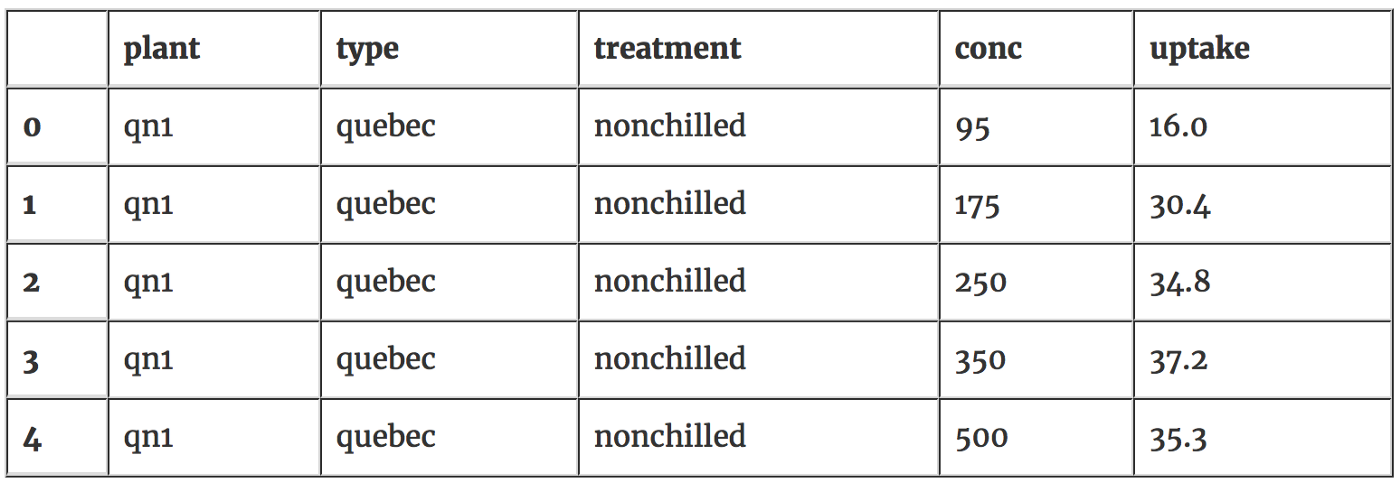 plant type treatment conc uptake
0 qn1 quebec nonchilled 95 16.0
1 qn1 quebec nonchilled 175 30.4
2 qn1 quebec nonchilled 250 34.8
3 qn1 quebec nonchilled 350 37.2
4 qn1 quebec nonchilled 500 35.3